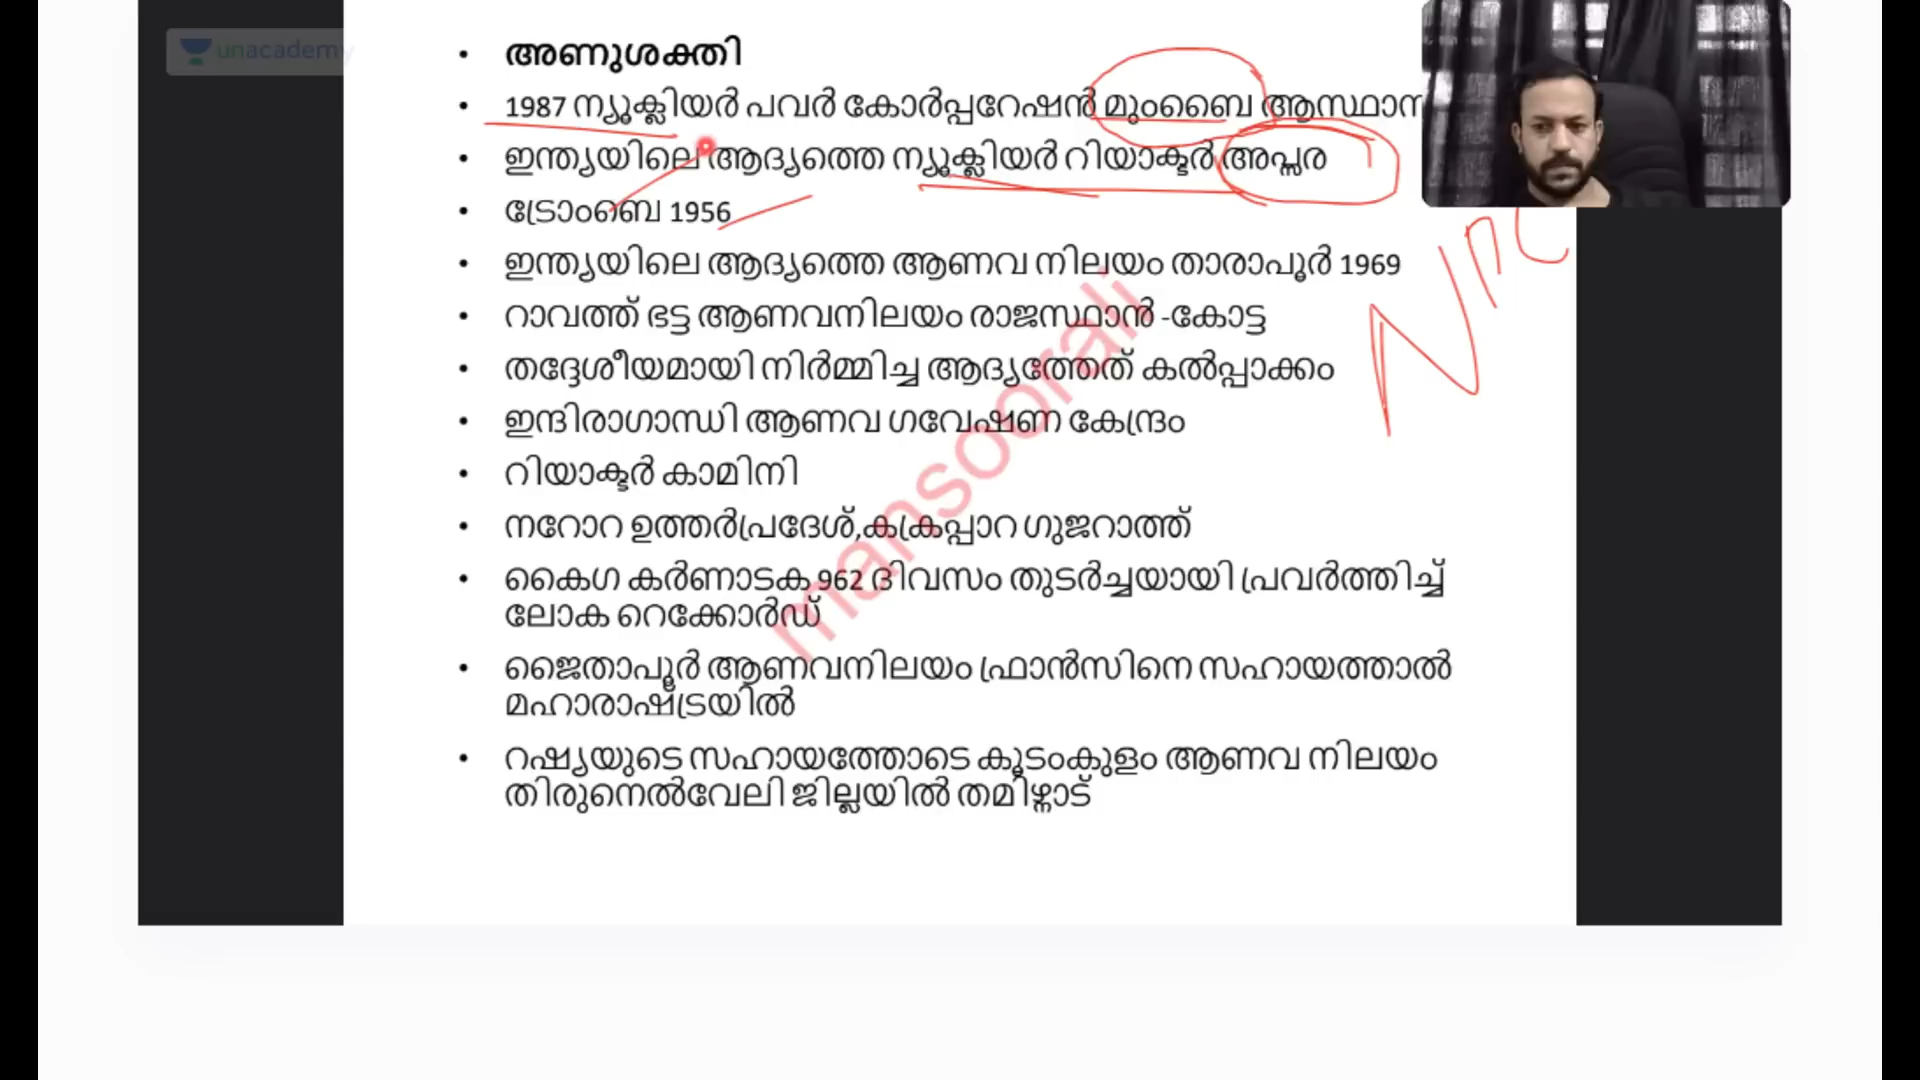 unacademy
• അണുശക്തി
• 1987 ന്യൂക്ലിയർ പവർ കോർപ്പറേഷൻ മുംബൈ ആസ്ഥാന
• ഇന്ത്യയിലെ ആദ്യത്തെ ന്യൂക്ലിയർ റിയാക്ടർ അപ്സര
• ട്രോംബെ 1956
• ഇന്ത്യയിലെ ആദ്യത്തെ ആണവ നിലയം താരാപൂർ 1969
• റാവത്ത് ഭട്ട ആണവനിലയം രാജസ്ഥാൻ -കോട്ട
• തദ്ദേശീയമായി നിർമ്മിച്ച ആദ്യത്തേത് കൽപ്പാക്കം
• ഇന്ദിരാഗാന്ധി ആണവ ഗവേഷണ കേന്ദ്രം
• റിയാക്ടർ കാമിനി
• നറോറ ഉത്തർപ്രദേശ്,കക്രപ്പാറ ഗുജറാത്ത്
• കൈഗ കർണാടക 962 ദിവസം തുടർച്ചയായി പ്രവർത്തിച്ച്
ലോക റെക്കോർഡ്
• ജൈതാപൂർ ആണവനിലയം ഫ്രാൻസിനെ സഹായത്താൽ
മഹാരാഷ്ട്രയിൽ
• റഷ്യയുടെ സഹായത്തോടെ കൂടംകുളം ആണവ നിലയം
തിരുനെൽവേലി ജില്ലയിൽ തമിഴ്നാട്
mansoorali